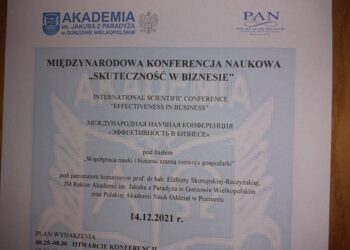 AKADEMIA
IM. JAKUBA Z PARADYŻA
W GORZOWIE WIELKOPOLSKIM
PAN
MIĘDZYNARODOWA KONFERENCJA NAUKOWA
„SKUTECZNOŚĆ W BIZNESIE"
INTERNATIONAL SCIENTIFIC CONFERENCE
"EFFECTIVENESS IN BUSINESS"
МЕЖДУНАРОДНАЯ НАУЧНАЯ КОНФЕРЕНЦИЯ
«ЭФФЕКТИВНОСТЬ В БИЗНЕСЕ»
pod hasłem
"Współpraca nauki i biznesu szansą rozwoju gospodarki"
pod patronatem honorowym prof. dr hab. Elżbiety Skorupskiej-Raczyńskiej,
JM Rektor Akademii im. Jakuba z Paradyża w Gorzowie Wielkopolskim
oraz Polskiej Akademii Nauk Oddział w Poznaniu
14.12.2021 r.
PLAN WYDARZENIA
08.25-08.30 OTWARCIE KONFERENCJI